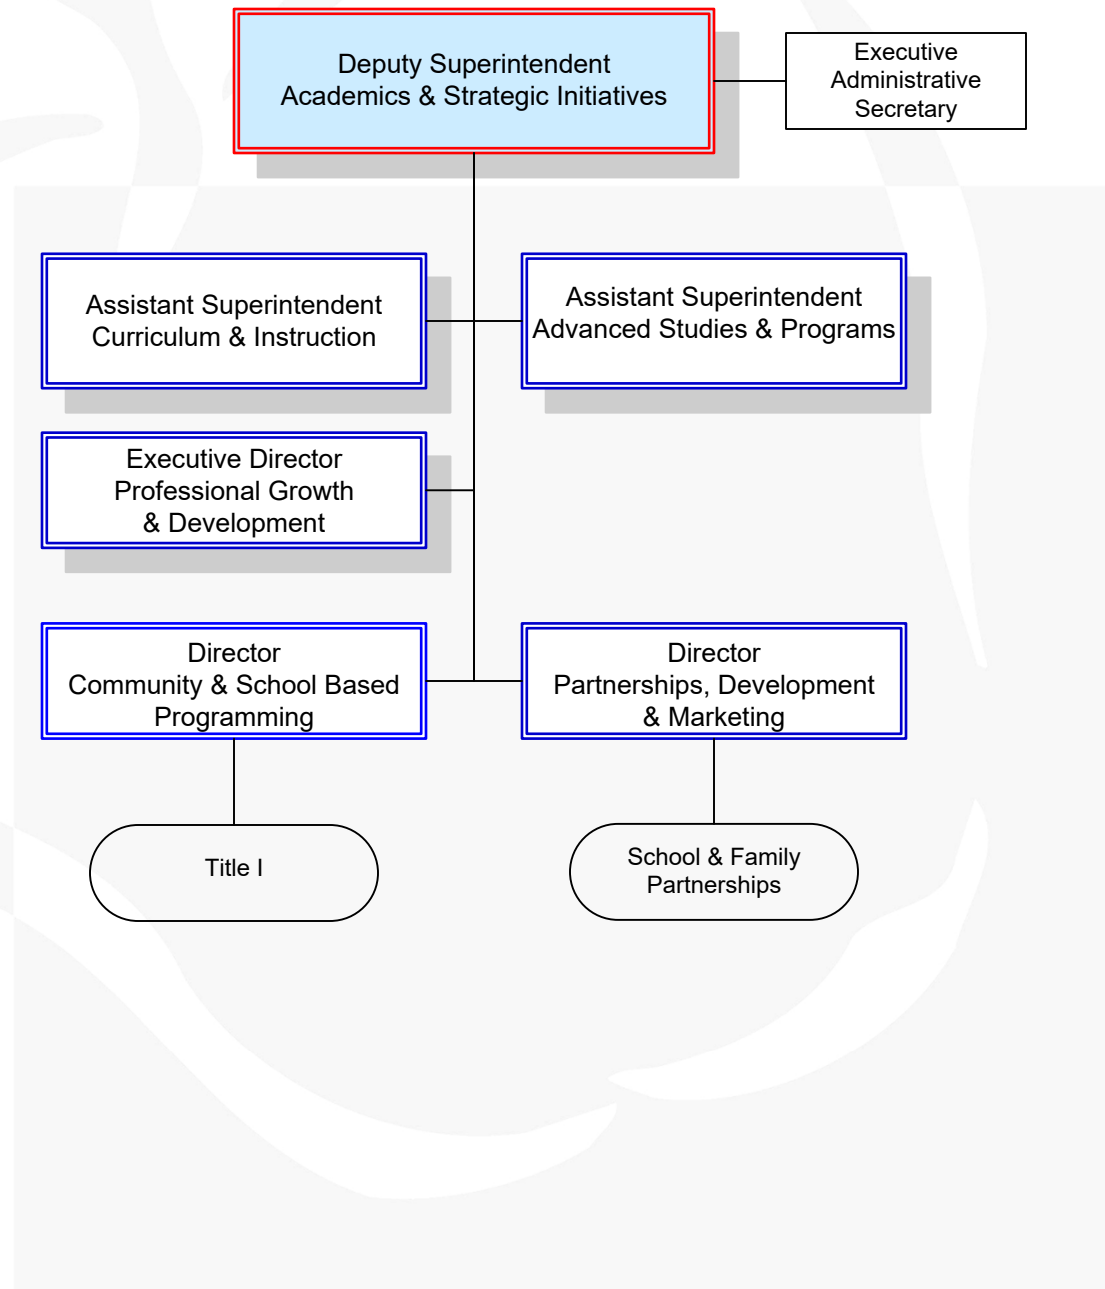 Deputy Superintendent
Academics & Strategic Initiatives
Executive
Administrative
Secretary
Assistant Superintendent
Curriculum & Instruction
Assistant Superintendent
Advanced Studies & Programs
Executive Director
Professional Growth
& Development
Director
Community & School Based
Programming
Director
Partnerships, Development
& Marketing
Title I
School & Family
Partnerships